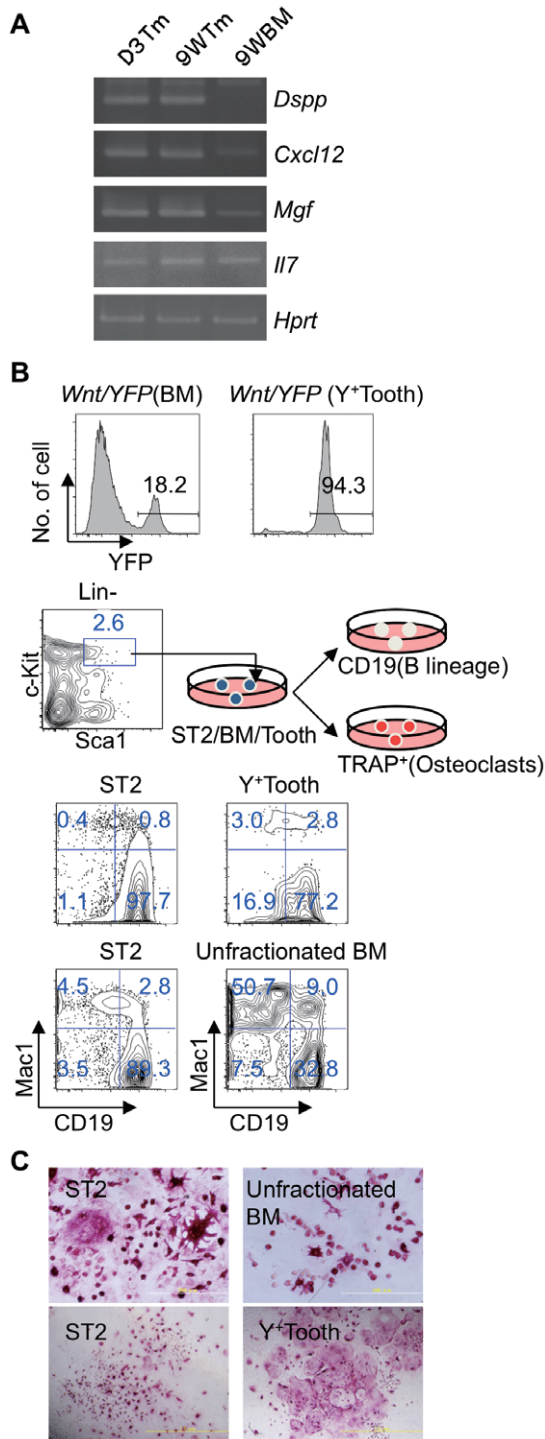 A
D3Tm 9WTm 9WBM
Dspp
Cxcl12
Mgf
Il7
Hprt
B
Wnt/YFP(BM) Wnt/YFP (Y+Tooth)
No. of cell
18.2
94.3
YFP
Lin-
2.6
c-Kit
Sca1
ST2/BM/Tooth
CD19(B lineage)
TRAP+(Osteoclasts)
ST2 Y+Tooth
0.4 0.8 3.0 2.8
1.1 97.7 16.9 77.2
ST2 Unfractionated BM
4.5 2.8 50.7 9.0
3.5 89.3 7.5 32.8
Mac1 Mac1
CD19 CD19
C
ST2 Unfractionated
BM
ST2 Y+Tooth